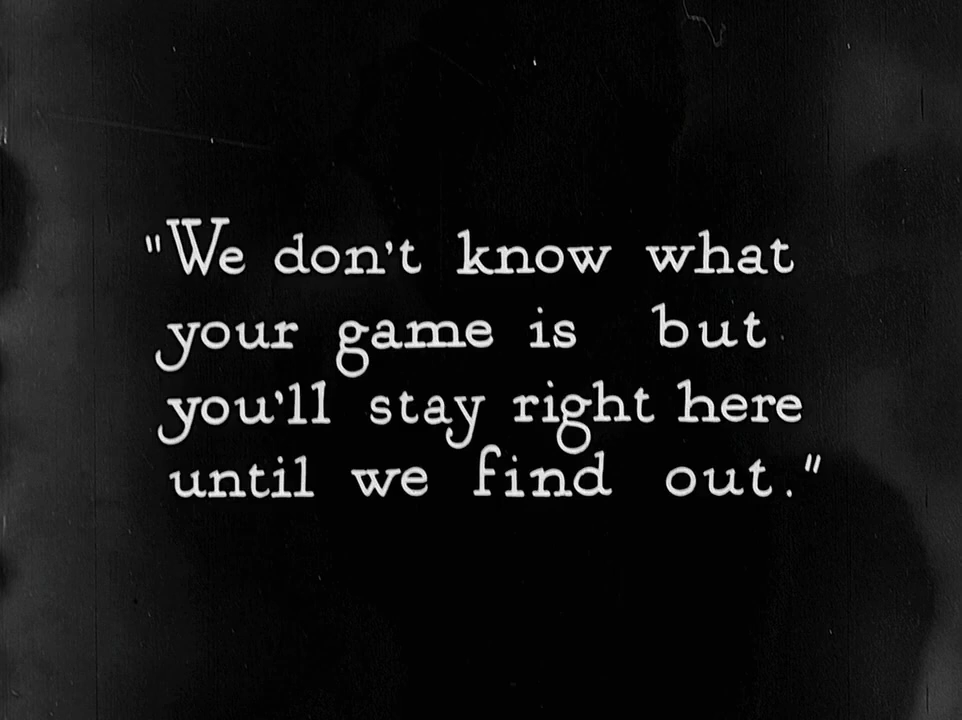 "We don't know what
your game is but
you'll stay right here
until we find out."